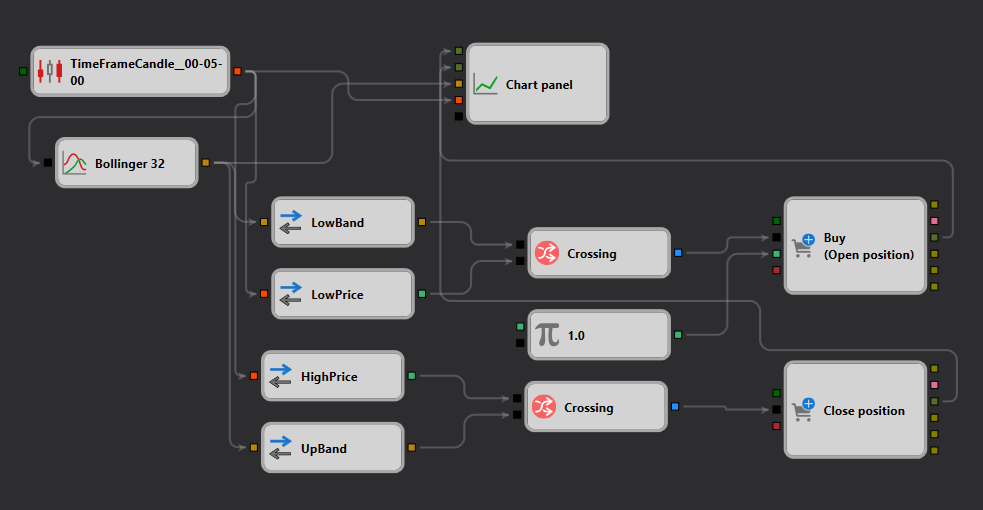 TimeFrameCandle_00-05-
00
Chart panel
Bollinger 32
LowBand
LowPrice
Crossing
Buy
(Open position)
π 1.0
HighPrice
Crossing
Close position
UpBand